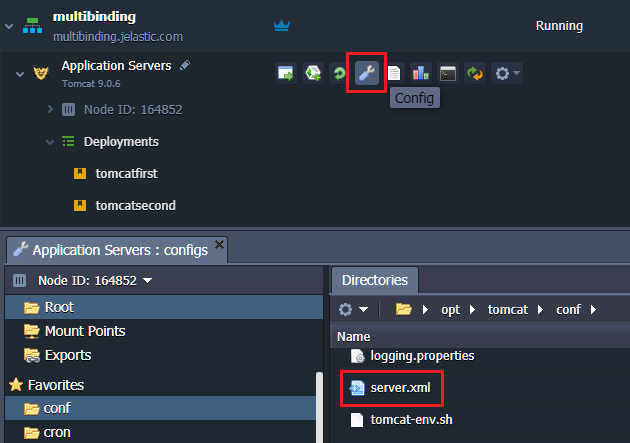 multibinding
multibinding.jelastic.com
Running
Application Servers
Tomcat 9.0.6
Config
Node ID: 164852
Deployments
tomcatfirst
tomcatsecond
Application Servers : configs
Node ID: 164852
Directories
Root
opt tomcat conf
Mount Points
Name
Exports
logging.properties
Favorites
server.xml
conf
tomcat-env.sh
cron